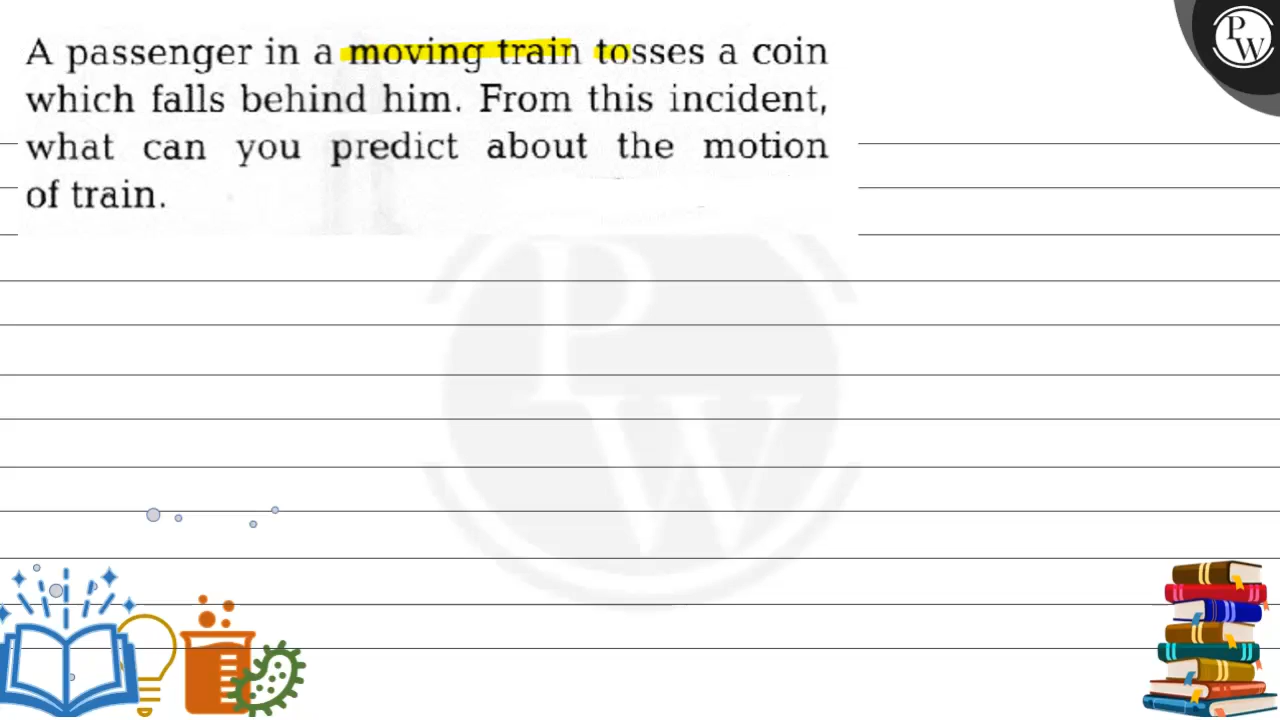 A passenger in a moving train tosses a coin
which falls behind him. From this incident,
what can you predict about the motion
of train.
P
W
P
W